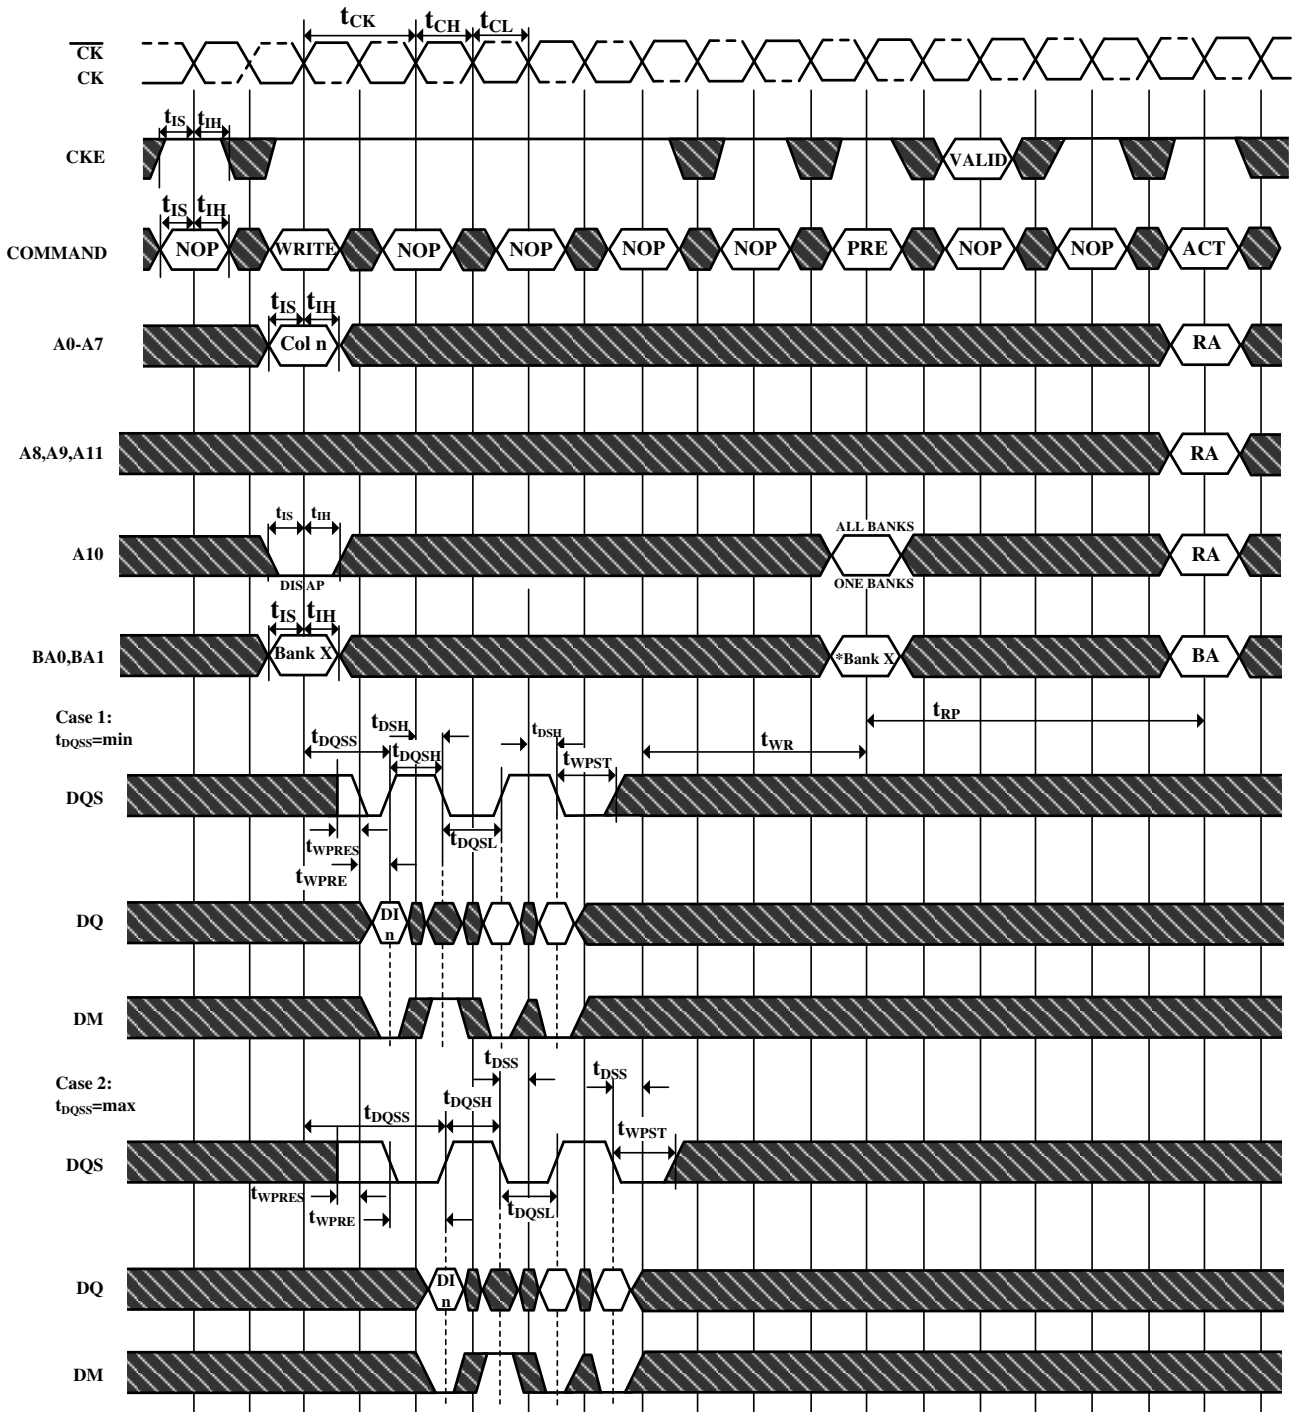 tCK tCH tCL
CK
CK
tIS tIH
CKE VALID
tIS tIH
COMMAND NOP WRITE NOP NOP NOP NOP PRE NOP NOP ACT
tIS tIH
A0-A7 Col n RA
A8,A9,A11 RA
tIS tIH ALL BANKS
A10 RA
DIS AP ONE BANKS
tIS tIH
BA0,BA1 Bank X *Bank X BA
Case 1:
tDQSS=min
tDSH tDSH tRP
tDQSS tDQSH tWPST tWR
DQS
tWPRES tDQSL
tWPRE
DQ DI n
DM
tDSS tDSS
Case 2:
tDQSS=max
tDQSS tDQSH tWPST
DQS
tWPRES tWPRE tDQSL
DQ DI n
DM